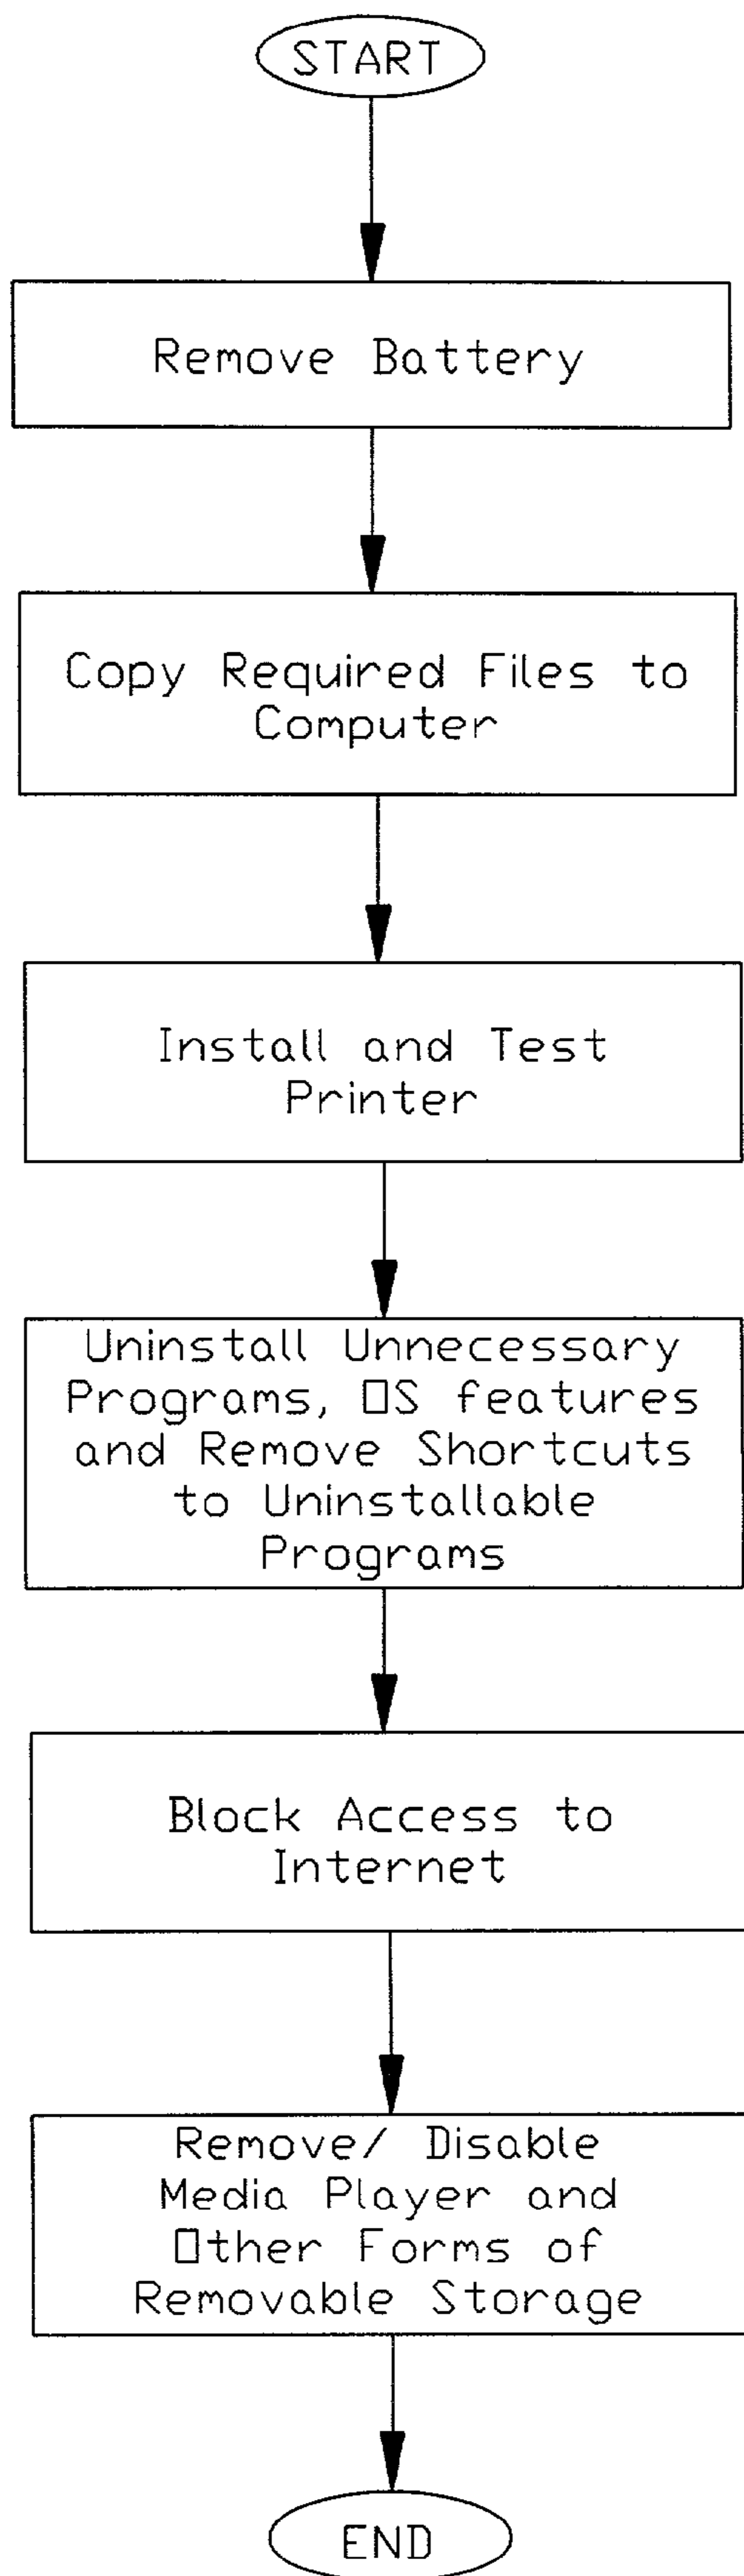 START
Remove Battery
Copy Required Files to
Computer
Install and Test
Printer
Uninstall Unnecessary
Programs, OS features
and Remove Shortcuts
to Uninstallable
Programs
Block Access to
Internet
Remove/ Disable
Media Player and
Other Forms of
Removable Storage
END